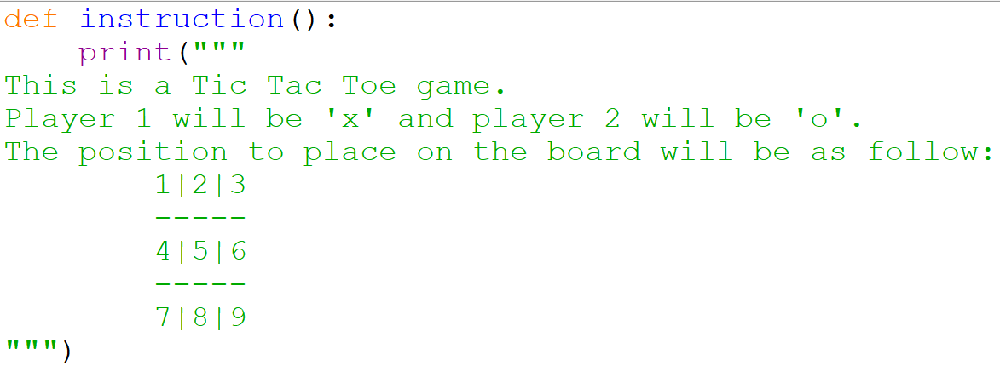 def instruction():
    print("""
This is a Tic Tac Toe game.
Player 1 will be 'x' and player 2 will be 'o'.
The position to place on the board will be as follow:
        1|2|3
        -----
        4|5|6
        -----
        7|8|9
""")